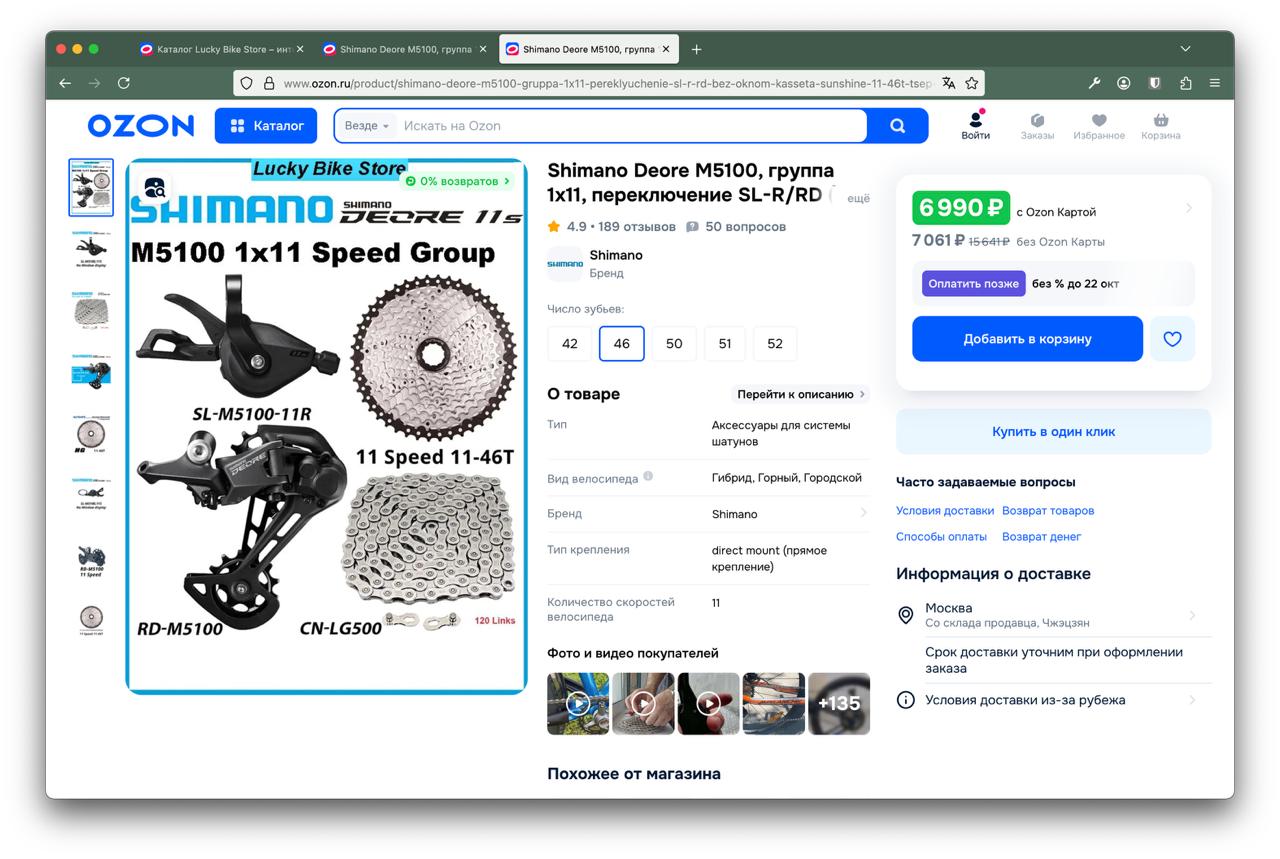 Каталог Lucky Bike Store – инт
Shimano Deore M5100, группа
Shimano Deore M5100, группа
www.ozon.ru/product/shimano-deore-m5100-gruppa-1x11-pereklyuchenie-sl-r-rd-bez-oknom-kasseta-sunshine-11-46t-tsep
OZON
Каталог
Везде
Искать на Ozon
Войти
Заказы
Избранное
Корзина
Lucky Bike Store
0% возвратов
SHIMANO
SHIMANO
DEORE 11s
M5100 1x11 Speed Group
SL-M5100-11R
11 Speed 11-46T
RD-M5100
CN-LG500
120 Links
RD-M5100
11 Speed
Shimano Deore M5100, группа
1x11, переключение SL-R/RD (
ещё
4.9 • 189 отзывов
50 вопросов
SHIMANO
Shimano
Бренд
Число зубьев:
42
46
50
51
52
О товаре
Перейти к описанию
Тип
Аксессуары для системы
шатунов
Вид велосипеда
Гибрид, Горный, Городской
Бренд
Shimano
Тип крепления
direct mount (прямое
крепление)
Количество скоростей
велосипеда
11
Фото и видео покупателей
+135
Похожее от магазина
6 990 ₽
с Ozon Картой
7 061 ₽ 15 641 ₽ без Ozon Карты
Оплатить позже
без % до 22 окт
Добавить в корзину
Купить в один клик
Часто задаваемые вопросы
Условия доставки
Возврат товаров
Способы оплаты
Возврат денег
Информация о доставке
Москва
Со склада продавца, Чжэцзян
Срок доставки уточним при оформлении
заказа
Условия доставки из-за рубежа